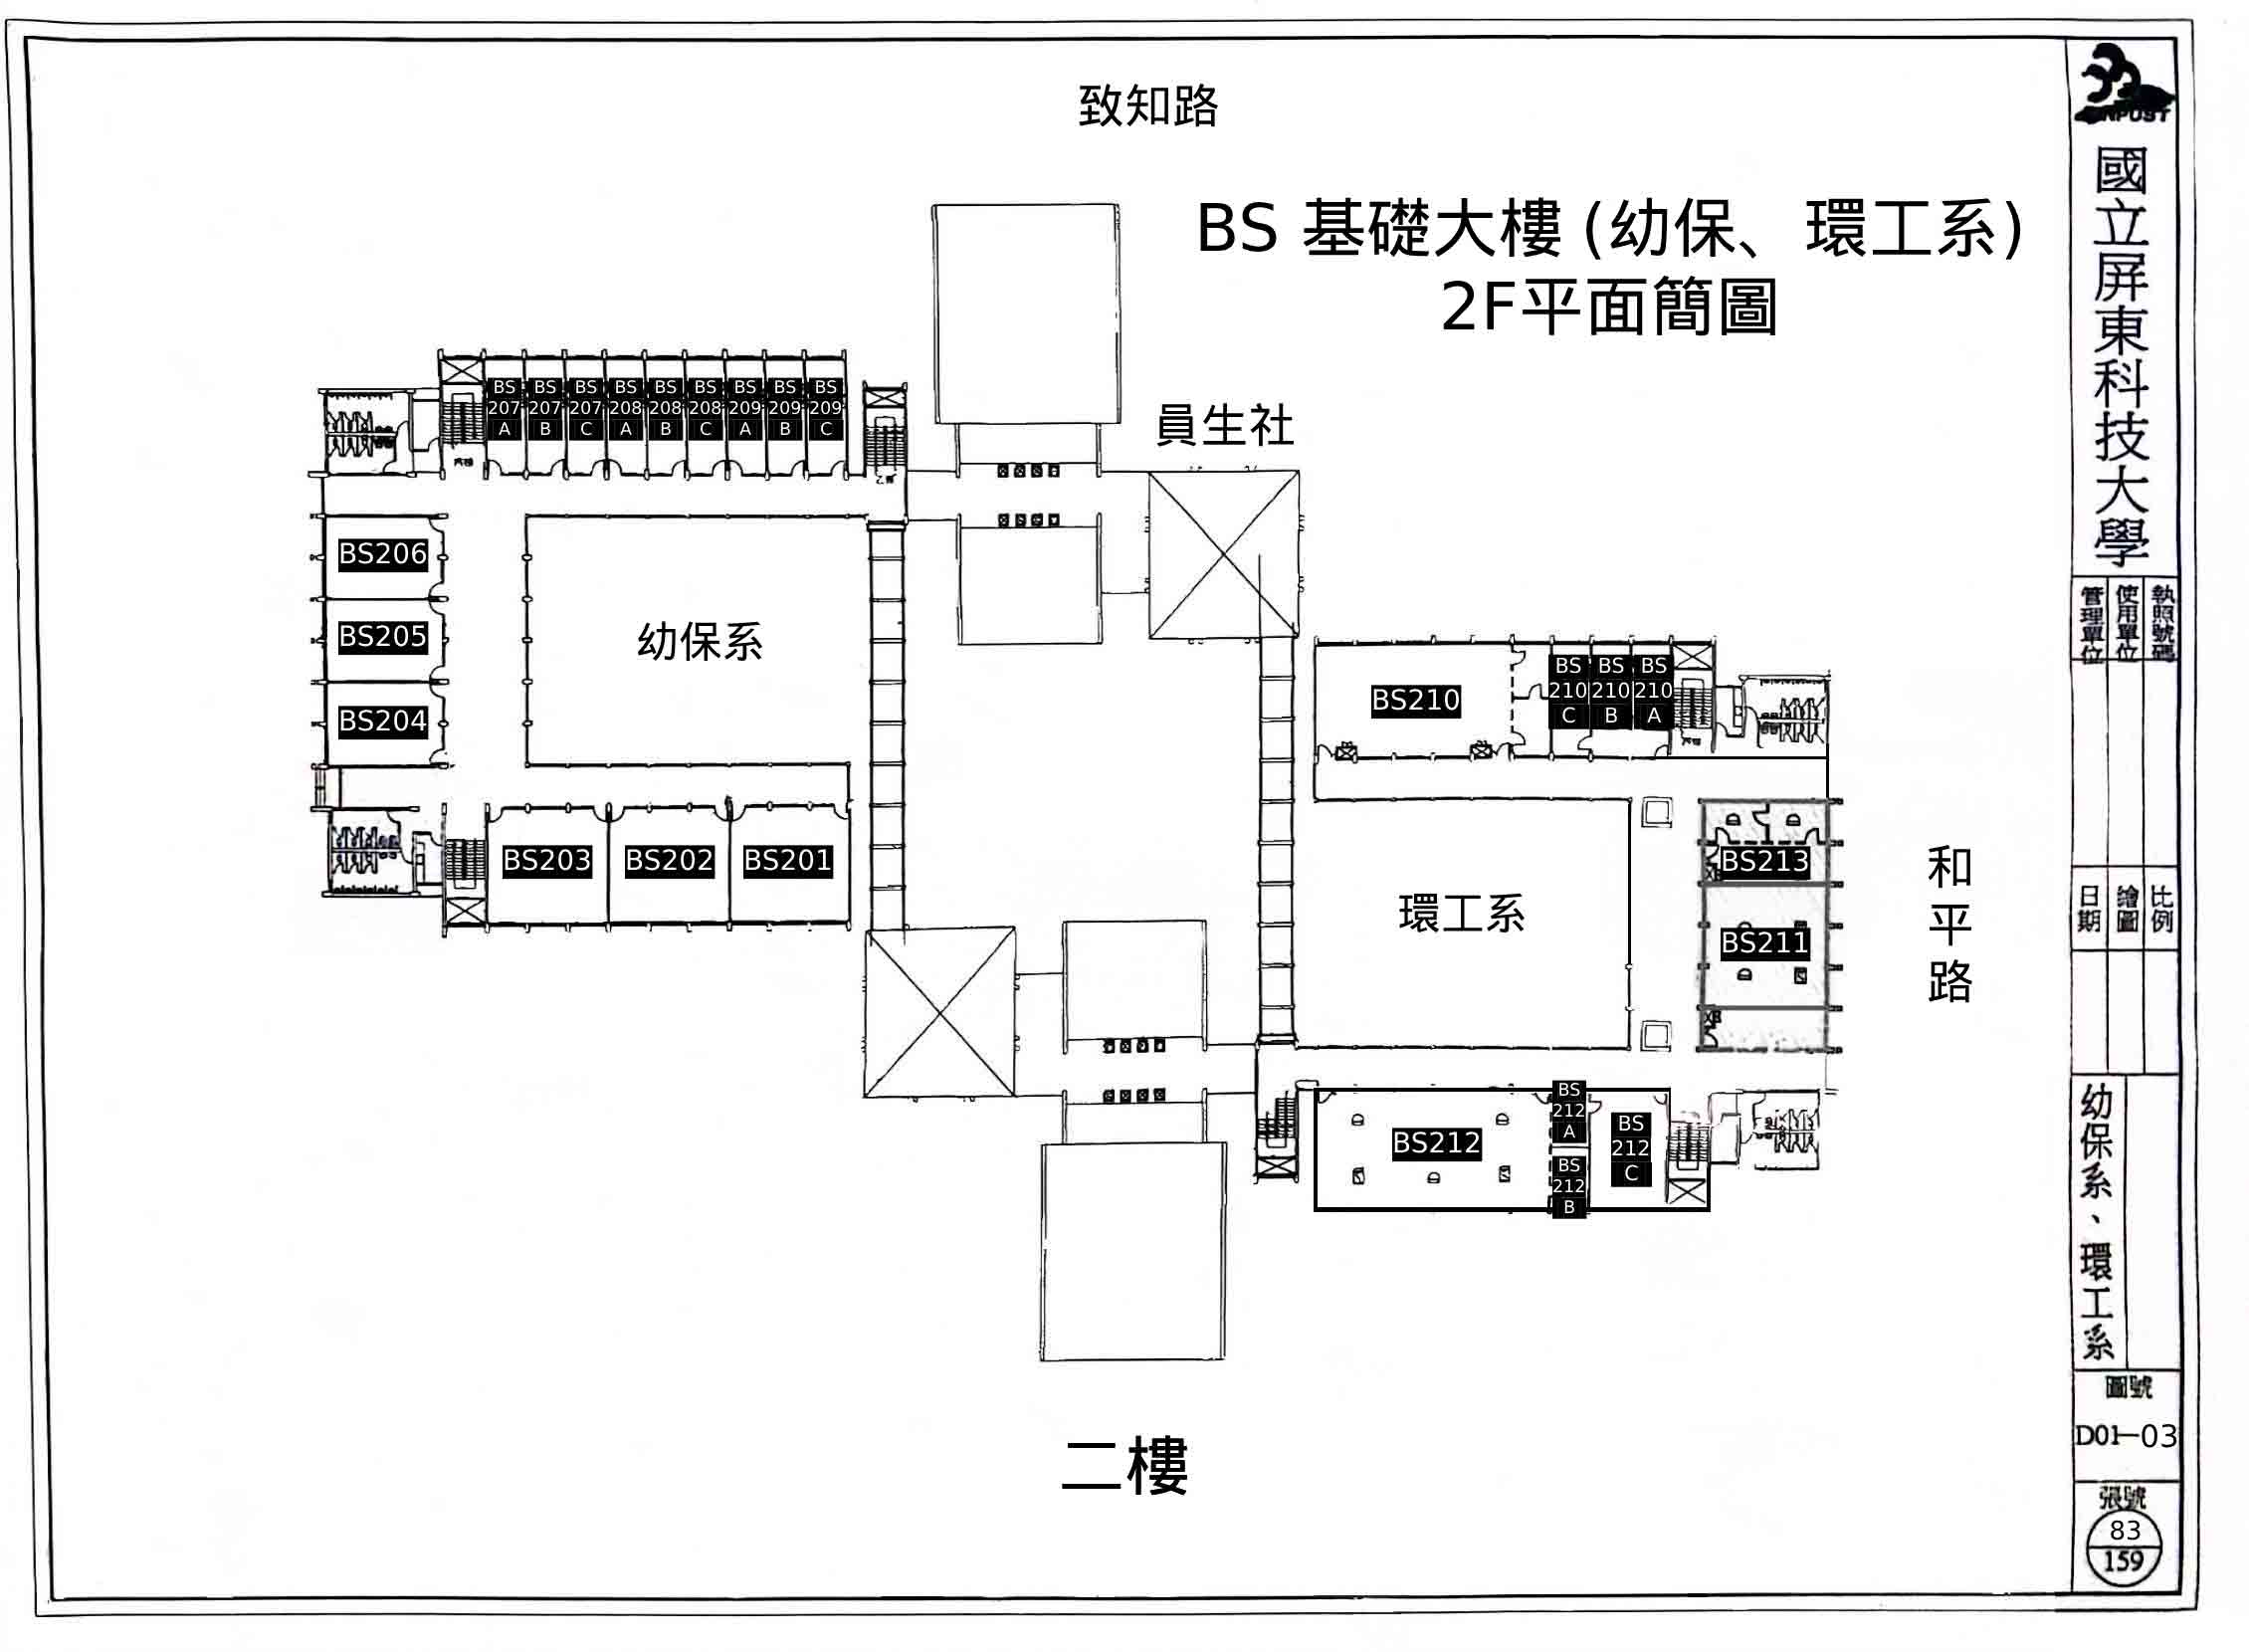 致知路
BS 基礎大樓 (幼保、環工系)
2F平面簡圖
員生社
BS
207
A
BS
207
B
BS
207
C
BS
208
A
BS
208
B
BS
208
C
BS
209
A
BS
209
B
BS
209
C
BS206
BS205
BS204
幼保系
BS203
BS202
BS201
BS210
BS
210
C
BS
210
B
BS
210
A
環工系
BS213
BS211
BS212
BS
212
A
BS
212
B
BS
212
C
和平路
二樓
NPUST
國立屏東科技大學
管理單位
使用單位
執照號碼
日期
繪圖
比例
幼保系、環工系
圖號
D01-03
張號
83
159